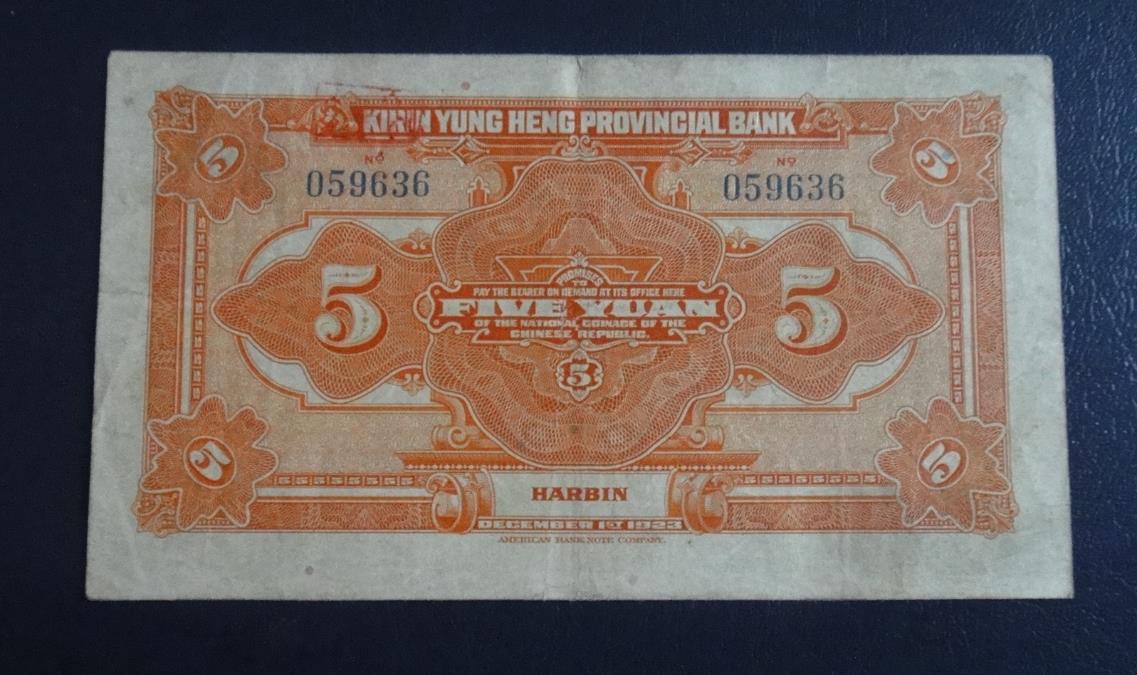 KIRIN YUNG HENG PROVINCIAL BANK
5
5
Nº
Nº
059636
059636
PROMISES
TO
PAY THE BEARER ON DEMAND AT ITS OFFICE HERE
5
FIVE YUAN
5
OF THE NATIONAL COINAGE OF THE
CHINESE REPUBLIC.
5
5
5
HARBIN
DECEMBER 1ST 1923
AMERICAN BANK NOTE COMPANY.